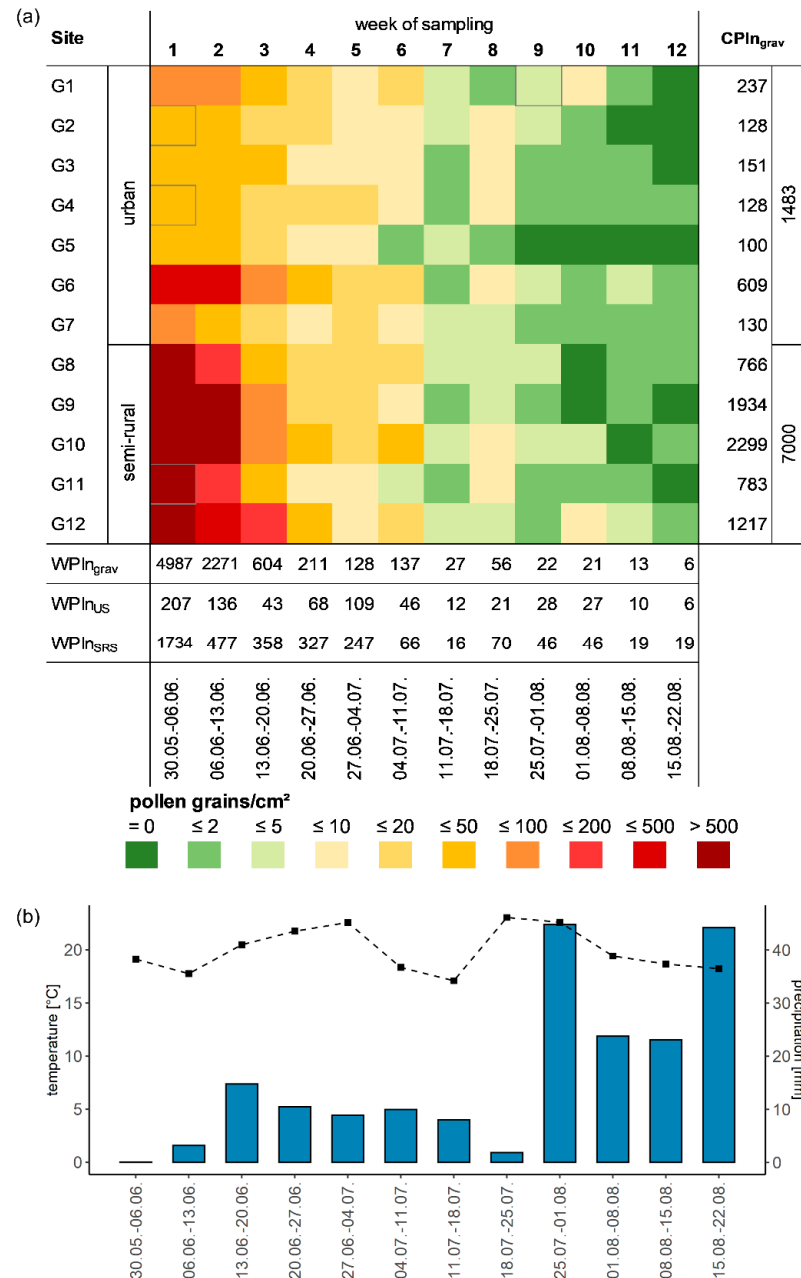 (a)
week of sampling
Site 1 2 3 4 5 6 7 8 9 10 11 12 CPIn grav
urban
G1 237
G2 128
G3 151
G4 128
G5 100
G6 609
G7 130
1483
semi-rural
G8 766
G9 1934
G10 2299
G11 783
G12 1217
7000
WPIn grav 4987 2271 604 211 128 137 27 56 22 21 13 6
WPIn US 207 136 43 68 109 46 12 21 28 27 10 6
WPIn SRS 1734 477 358 327 247 66 16 70 46 46 19 19
30.05.-06.06. 06.06.-13.06. 13.06.-20.06. 20.06.-27.06. 27.06.-04.07. 04.07.-11.07. 11.07.-18.07. 18.07.-25.07. 25.07.-01.08. 01.08.-08.08. 08.08.-15.08. 15.08.-22.08.
pollen grains/cm²
= 0 ≤ 2 ≤ 5 ≤ 10 ≤ 20 ≤ 50 ≤ 100 ≤ 200 ≤ 500 > 500
(b)
temperature [°C]
20
15
10
5
0
precipitation [mm]
40
30
20
10
0
30.05.-06.06. 06.06.-13.06. 13.06.-20.06. 20.06.-27.06. 27.06.-04.07. 04.07.-11.07. 11.07.-18.07. 18.07.-25.07. 25.07.-01.08. 01.08.-08.08. 08.08.-15.08. 15.08.-22.08.